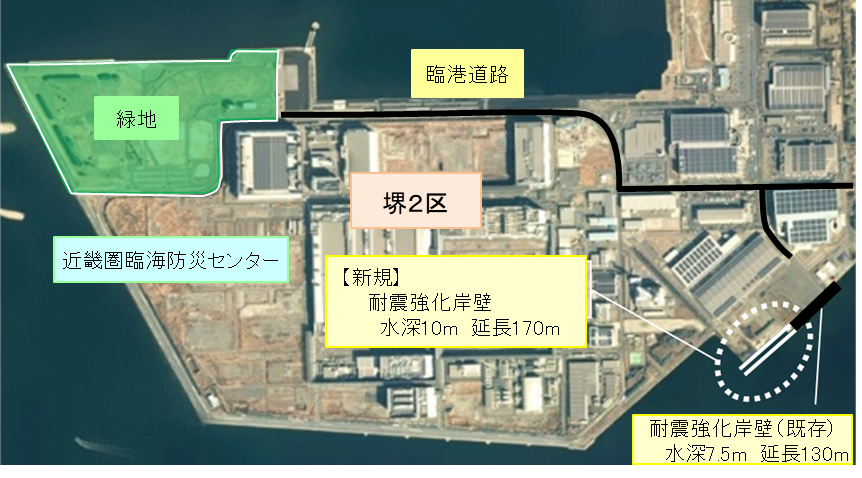 臨港道路
緑地
堺2区
近畿圏臨海防災センター
【新規】
耐震強化岸壁
水深10m 延長170m
耐震強化岸壁（既存）
水深7.5m 延長130m